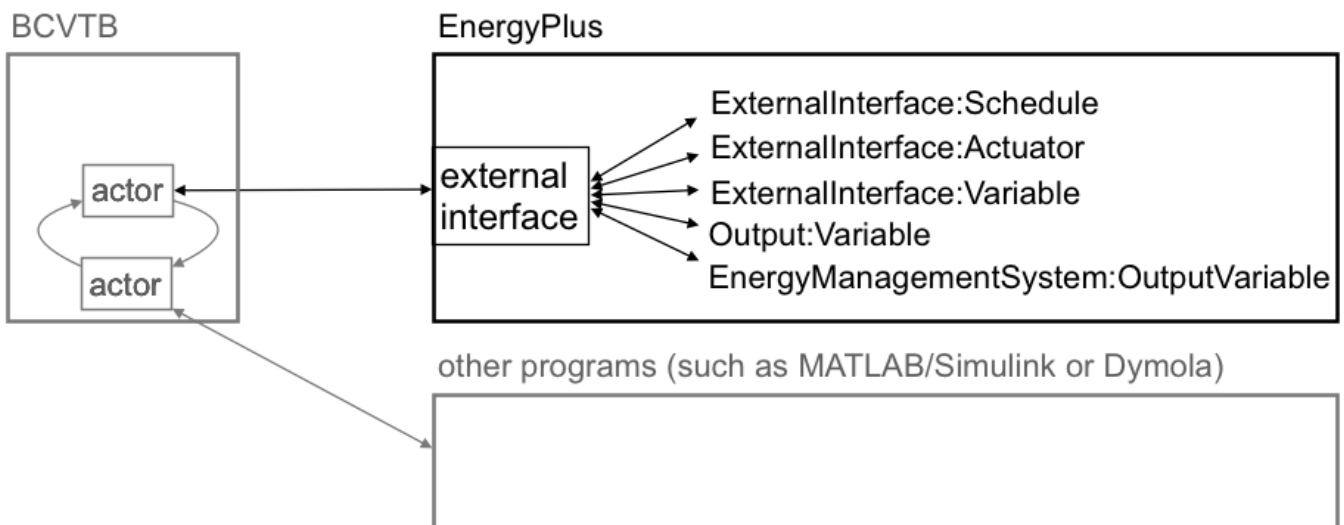 BCVTB
EnergyPlus
ExternalInterface:Schedule
ExternalInterface:Actuator
ExternalInterface:Variable
Output:Variable
EnergyManagementSystem:OutputVariable
external
interface
actor
actor
other programs (such as MATLAB/Simulink or Dymola)